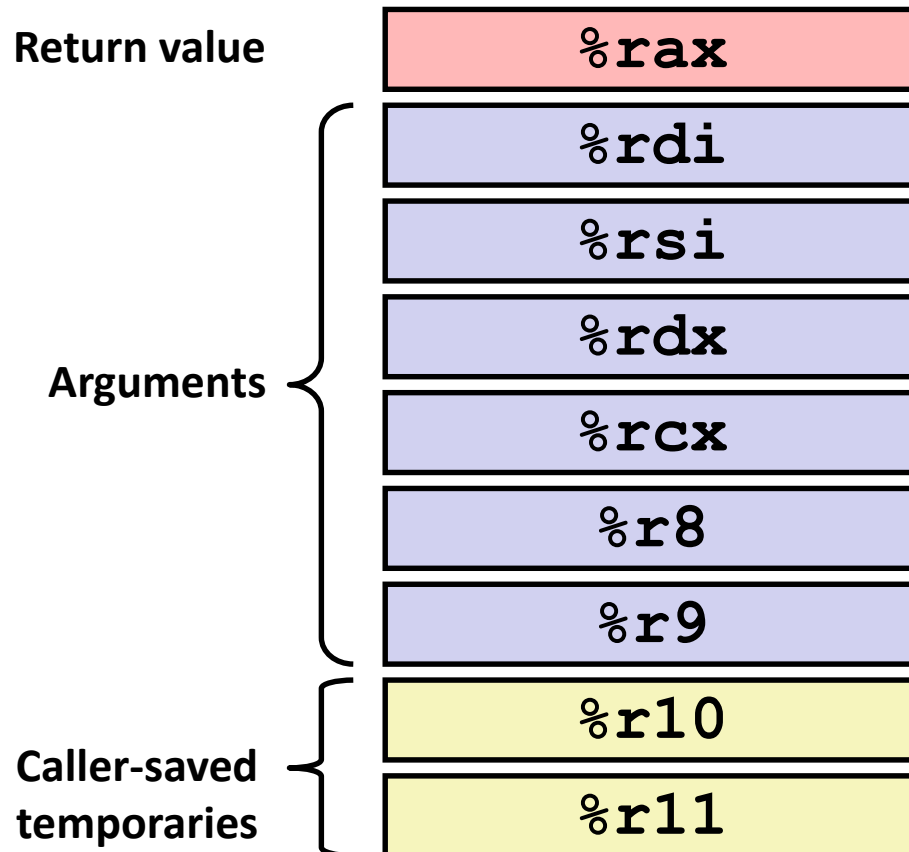 Return value
%rax
%rdi
%rsi
%rdx
Arguments
%rcx
%r8
%r9
%r10
Caller-saved
temporaries
%r11